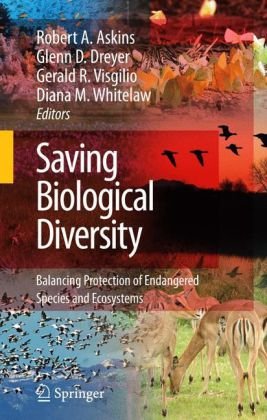 Robert A. Askins
Glenn D. Dreyer
Gerald R. Visgilio
Diana M. Whitelaw
Editors
Saving
Biological
Diversity
Balancing Protection of Endangered
Species and Ecosystems
Springer